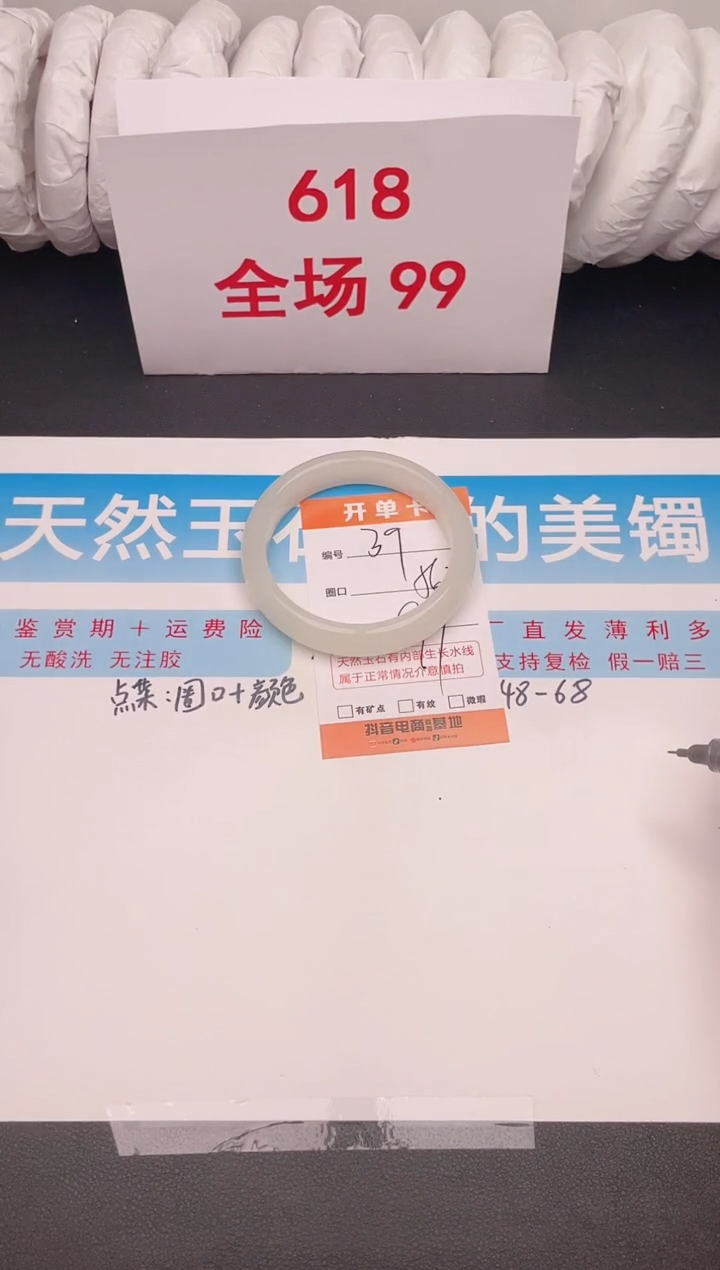 618
全场 99
天然玉石 的美镯
开单卡
编号 39
圈口
鉴赏期+运费险
厂直发薄利多
无酸洗 无注胶
支持复检 假一赔三
天然玉石有内部生长水线
属于正常情况介意慎拍
点菜:圈口叶颜色
48-68
有矿点 有纹 微瑕
抖音电商 基地